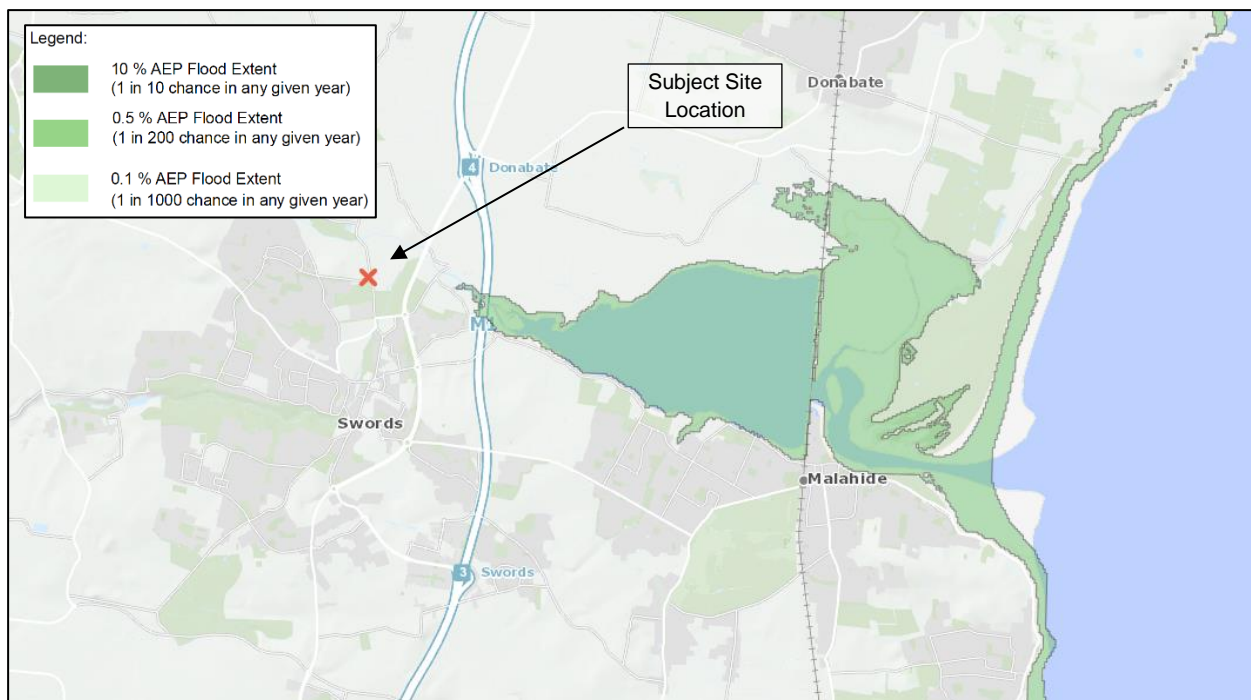 Legend:
10 % AEP Flood Extent
(1 in 10 chance in any given year)
0.5 % AEP Flood Extent
(1 in 200 chance in any given year)
0.1 % AEP Flood Extent
(1 in 1000 chance in any given year)
Subject Site
Location
Donabate
4 Donabate
M1
Swords
Malahide
3 Swords